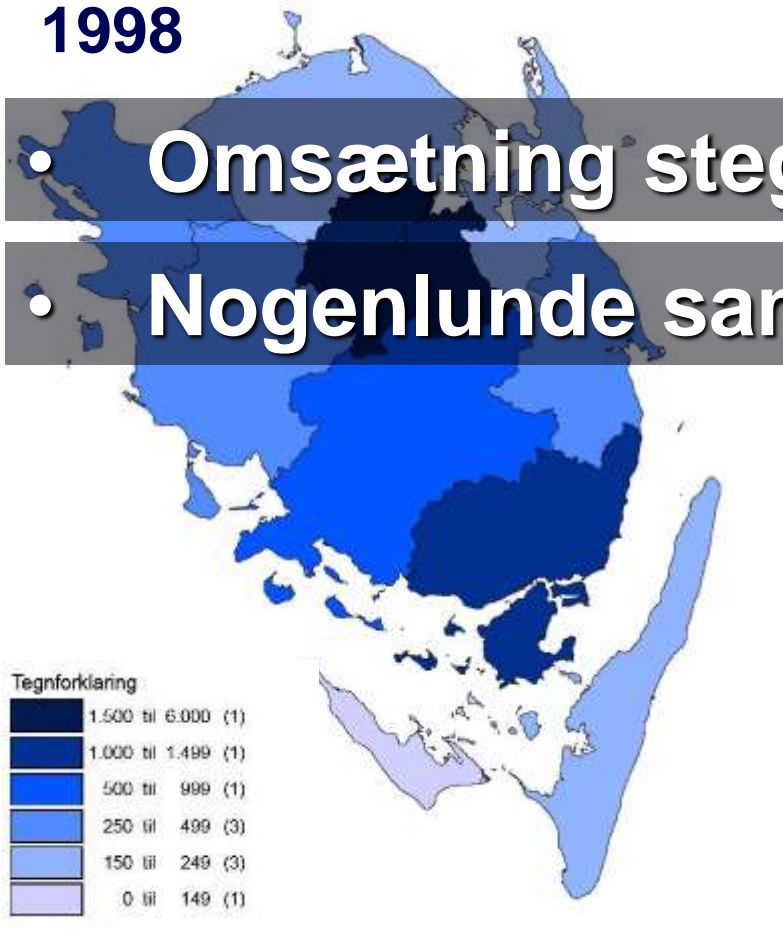 1998
• Omsætning steg
• Nogenlunde
Tegnforklaring
1.500 til 6.000 (1)
1.000 til 1.499 (1)
500 til 999 (1)
250 til 499 (3)
150 til 249 (3)
0 til 149 (1)